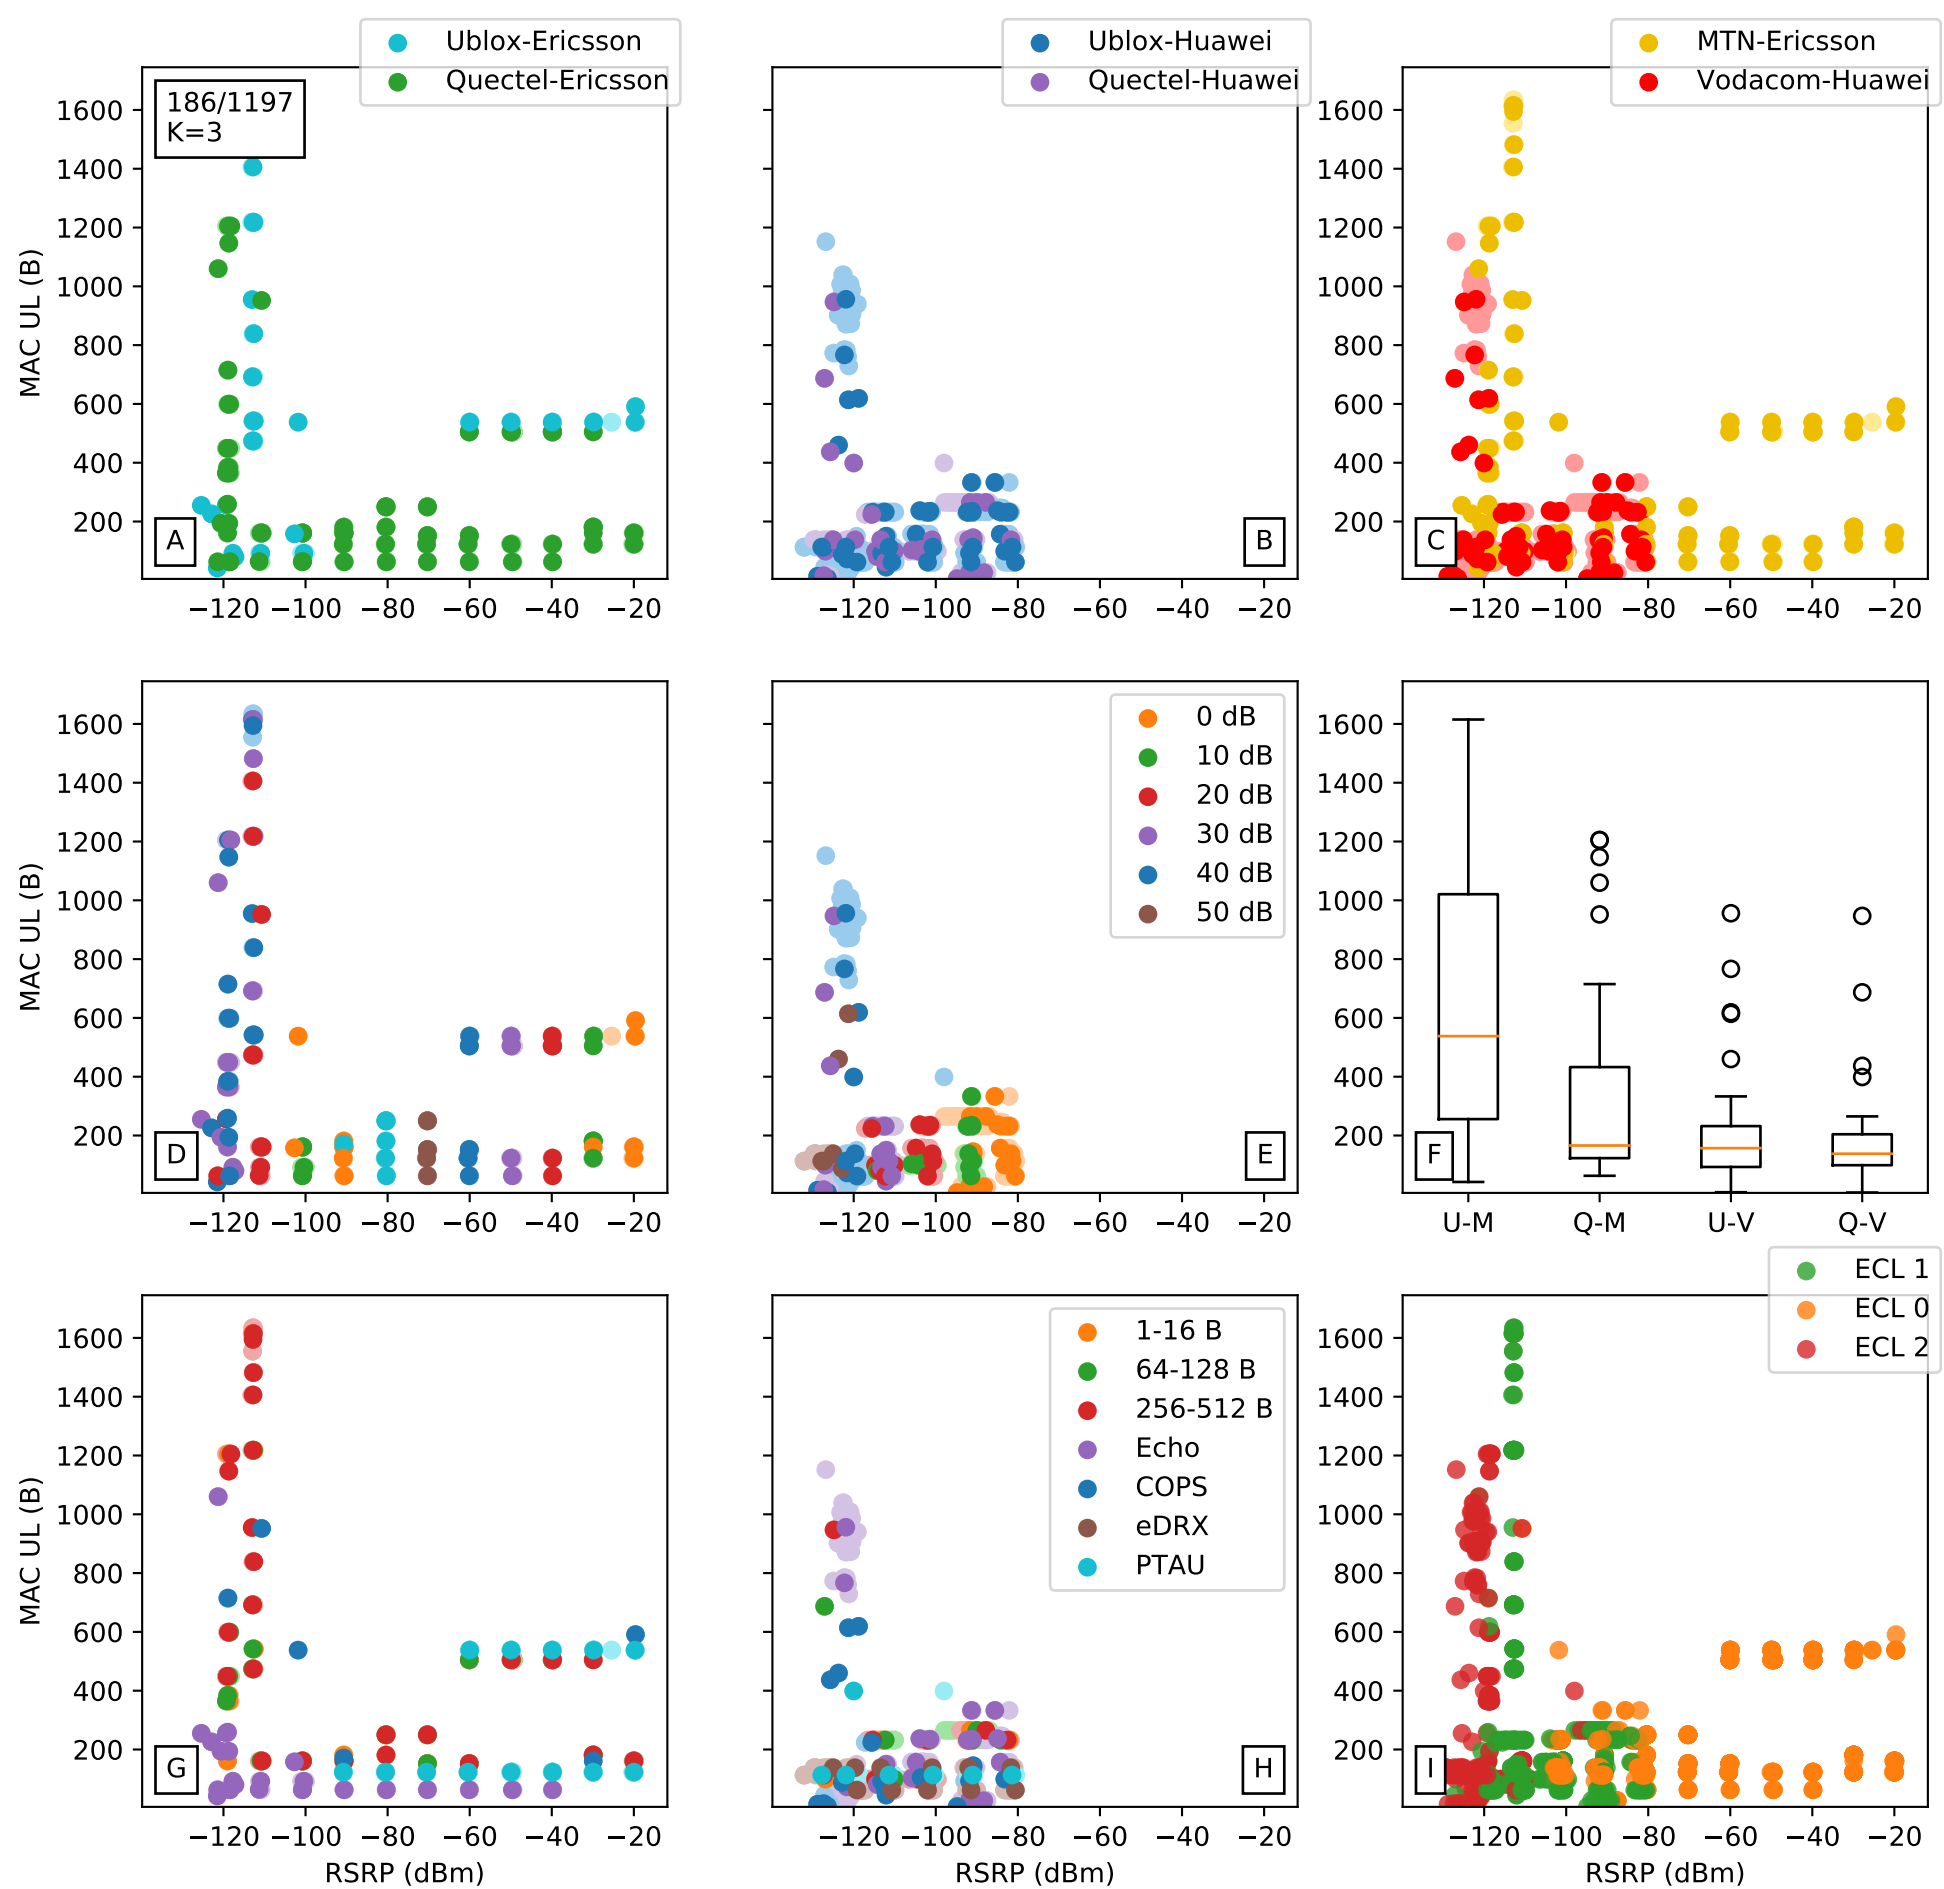 Ublox-Ericsson
Quectel-Ericsson
Ublox-Huawei
Quectel-Huawei
MTN-Ericsson
Vodacom-Huawei
186/1197
K=3
MAC UL (B)
1600
1400
1200
1000
800
600
400
200
A
−120 −100 −80 −60 −40 −20
B
−120 −100 −80 −60 −40 −20
1600
1400
1200
1000
800
600
400
200
C
−120 −100 −80 −60 −40 −20
MAC UL (B)
1600
1400
1200
1000
800
600
400
200
D
−120 −100 −80 −60 −40 −20
0 dB
10 dB
20 dB
30 dB
40 dB
50 dB
E
−120 −100 −80 −60 −40 −20
1600
1400
1200
1000
800
600
400
200
F
U-M Q-M U-V Q-V
MAC UL (B)
1600
1400
1200
1000
800
600
400
200
G
−120 −100 −80 −60 −40 −20
RSRP (dBm)
1-16 B
64-128 B
256-512 B
Echo
COPS
eDRX
PTAU
H
−120 −100 −80 −60 −40 −20
RSRP (dBm)
ECL 1
ECL 0
ECL 2
1600
1400
1200
1000
800
600
400
200
I
−120 −100 −80 −60 −40 −20
RSRP (dBm)